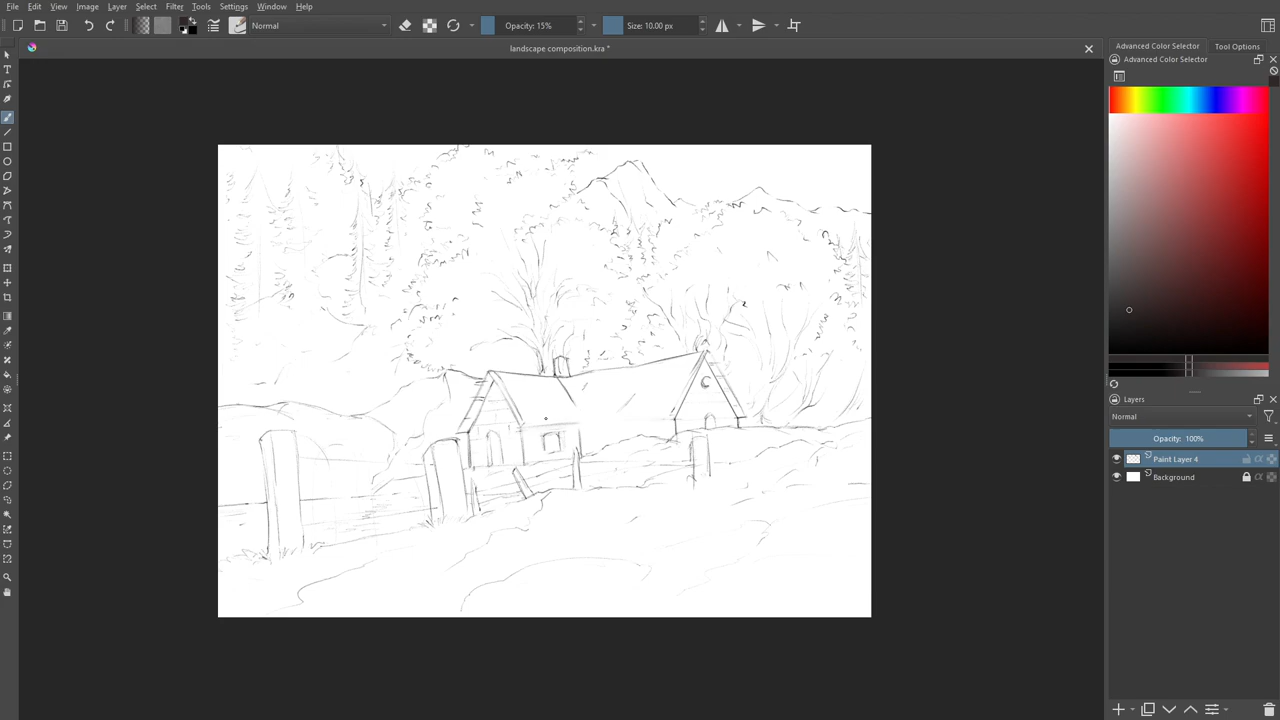 File Edit View Image Layer Select Filter Tools Settings Window Help
Normal Opacity: 15% Size: 10.00 px
landscape composition.kra *
Advanced Color Selector Tool Options
Advanced Color Selector
Layers
Normal
Opacity: 100%
Paint Layer 4
Background